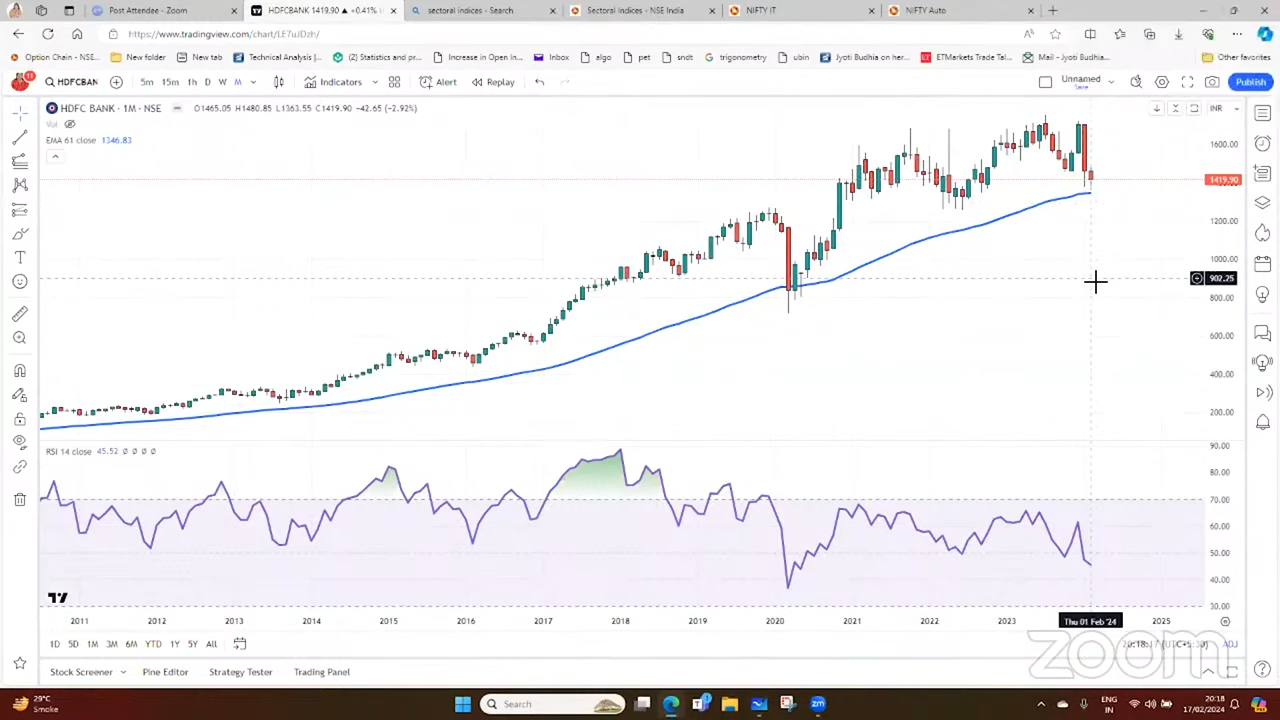 Post Attendee - Zoom
HDFCBANK 1419.90 ▲ +0.41%
sectoral indices - Search
Sectoral Indices - NSE India
NIFTY IT
NIFTY Auto
https://www.tradingview.com/chart/LE7uJDzh/
Option Chain - NSE...
New folder
New tab
Technical Analysis |...
(2) Statistics and pr...
Increase in Open In...
Inbox
algo
pet
sndt
trigonometry
ubin
Jyoti Budhia on her...
ETMarkets Trade Tal...
Mail - Jyoti Budhia...
Other favorites
11
HDFCBAN
5m
15m
1h
D
W
M
Indicators
Alert
Replay
Unnamed
Save
Publish
HDFC BANK · 1M · NSE
O1465.05 H1480.85 L1363.55 C1419.90 −42.65 (−2.92%)
INR
Vol
EMA 61 close 1346.83
1600.00
1419.90
1200.00
1000.00
902.25
800.00
600.00
400.00
200.00
RSI 14 close 45.52 ∅ ∅ ∅ ∅
90.00
80.00
70.00
60.00
50.00
40.00
30.00
2011
2012
2013
2014
2015
2016
2017
2018
2019
2020
2021
2022
2023
Thu 01 Feb '24
2025
1D
5D
1M
3M
6M
YTD
1Y
5Y
All
ADJ
zoom
Stock Screener
Pine Editor
Strategy Tester
Trading Panel
29°C
Smoke
Search
ENG
IN
20:18
17/02/2024